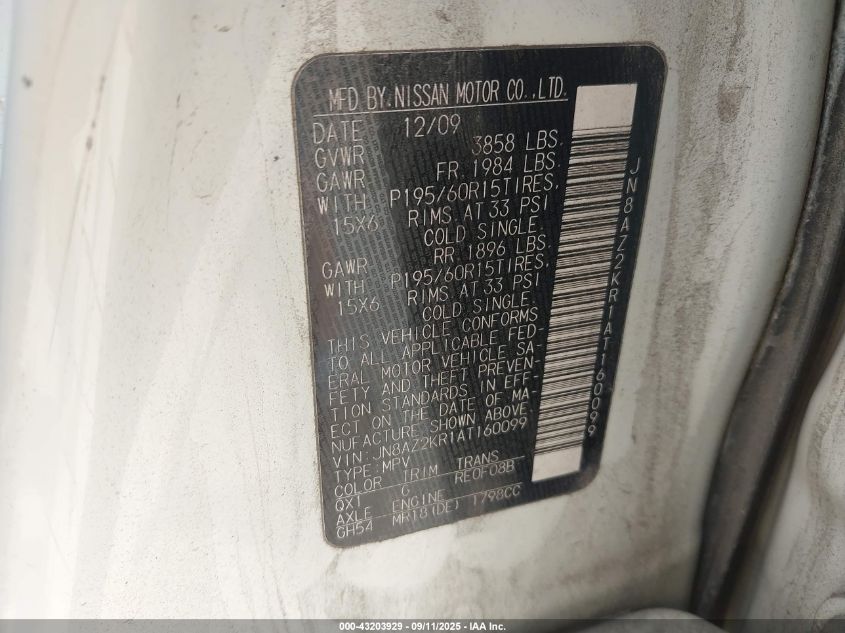 MFD BY.NISSAN MOTOR CO.,LTD.
DATE 12/09
GVWR 3858 LBS.
GAWR FR 1984 LBS.
WITH P195/60R15TIRES,
15X6 RIMS AT 33 PSI
COLD SINGLE.
GAWR RR 1896 LBS.
WITH P195/60R15TIRES,
15X6 RIMS AT 33 PSI
COLD SINGLE.
THIS VEHICLE CONFORMS
TO ALL APPLICABLE FED-
ERAL MOTOR VEHICLE SA-
FETY AND THEFT PREVEN-
TION STANDARDS IN EFF-
ECT ON THE DATE OF MA-
NUFACTURE SHOWN ABOVE.
VIN:JN8AZ2KR1AT160099
TYPE:MPV
COLOR TRIM TRANS
QX1 C RE0F08B
AXLE ENGINE
GH54 MR18(DE) 1798CC
JN8AZ2KR1AT160099
000-43203929 - 09/11/2025 - IAA Inc.